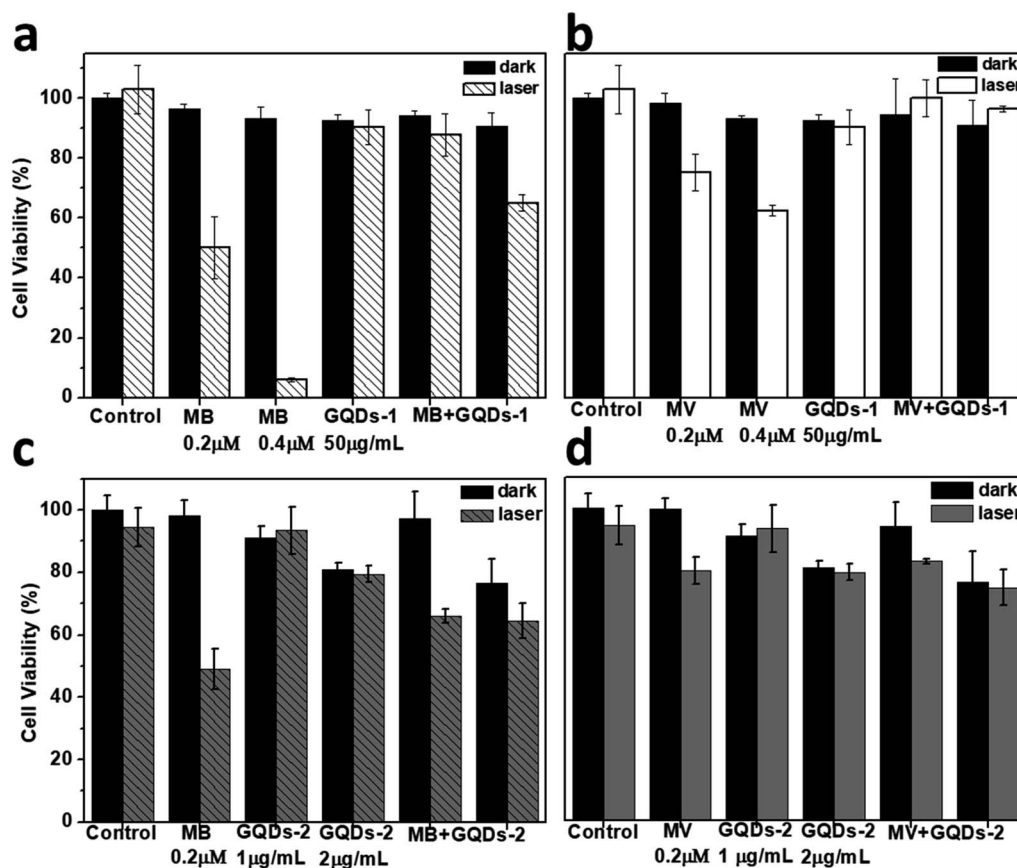 a
dark
laser
100
80
60
40
20
0
Cell Viability (%)
Control MB MB GQDs-1 MB+GQDs-1
0.2μM 0.4μM 50μg/mL
b
dark
laser
Control MV MV GQDs-1 MV+GQDs-1
0.2μM 0.4μM 50μg/mL
c
dark
laser
100
80
60
40
20
0
Cell Viability (%)
Control MB GQDs-2 GQDs-2 MB+GQDs-2
0.2μM 1μg/mL 2μg/mL
d
dark
laser
Control MV GQDs-2 GQDs-2 MV+GQDs-2
0.2μM 1 μg/mL 2μg/mL